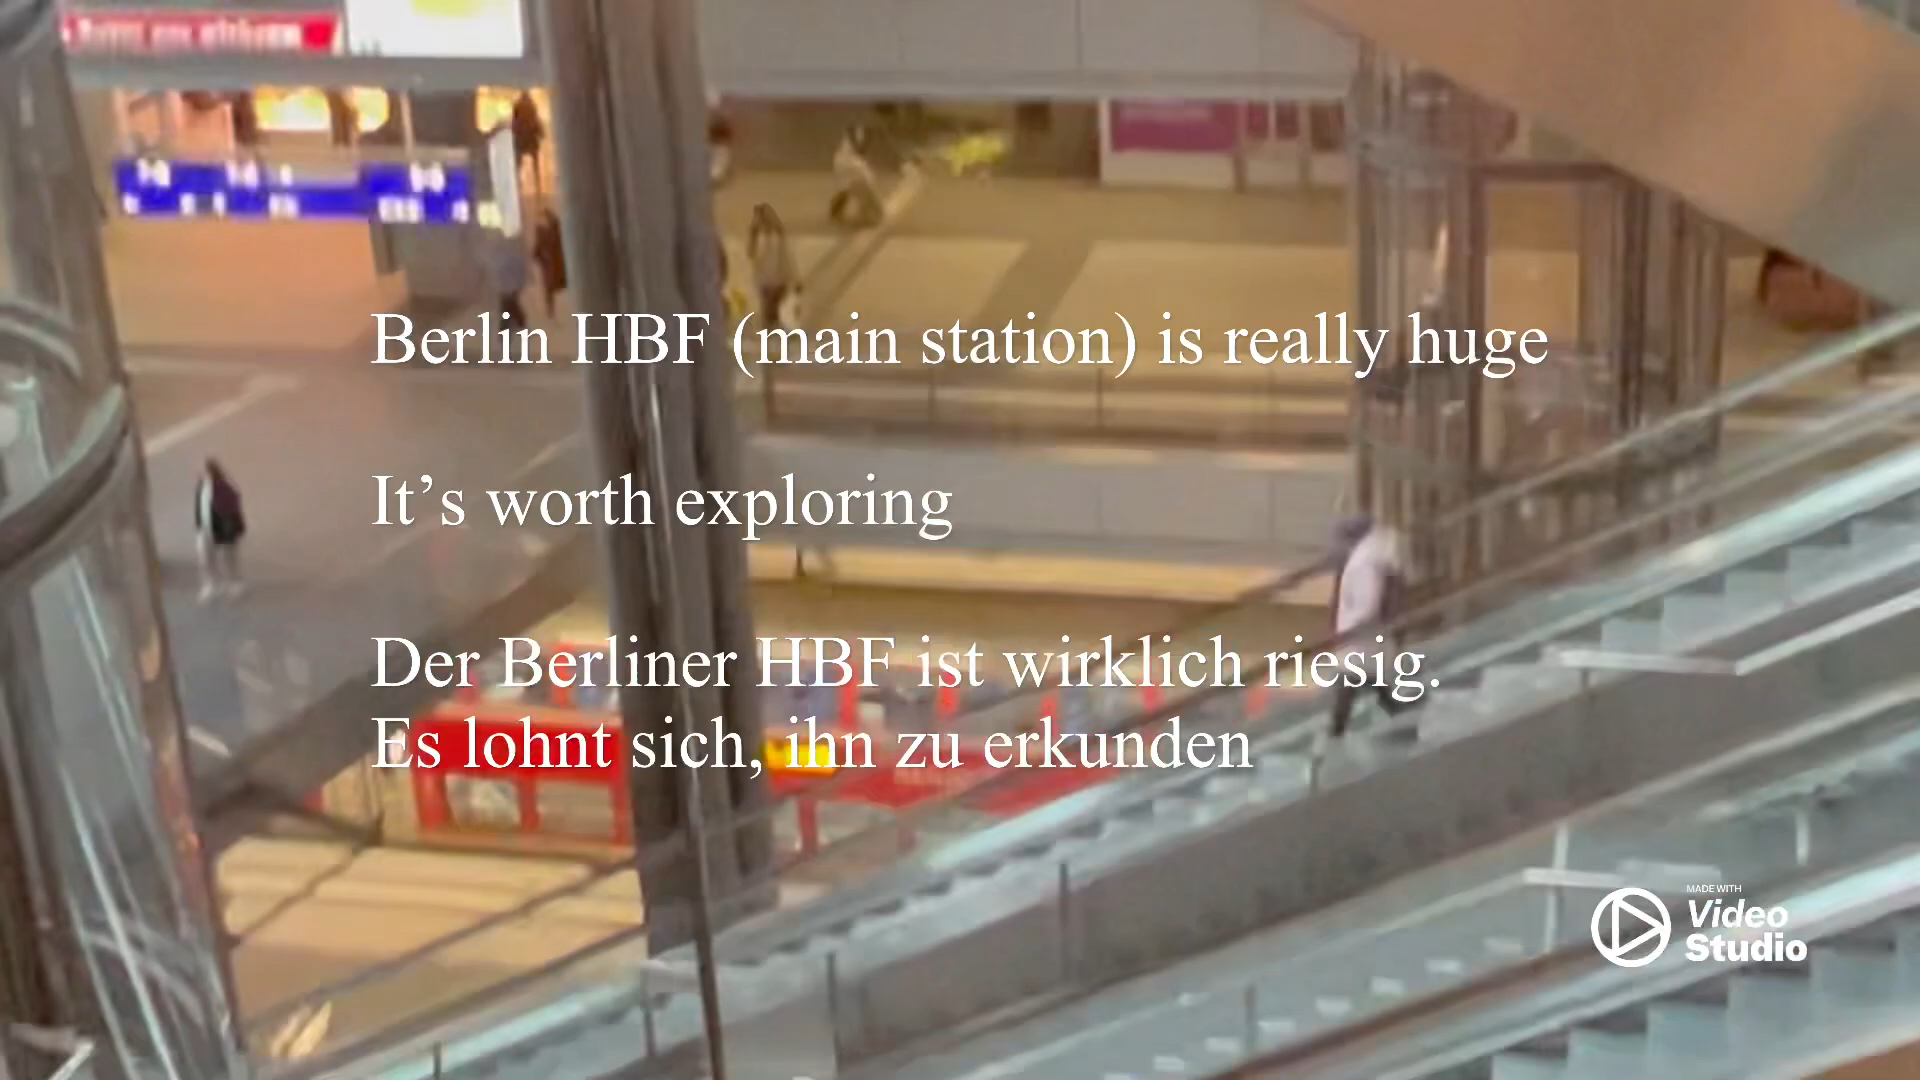 Berlin HBF (main station) is really huge
It’s worth exploring
Der Berliner HBF ist wirklich riesig.
Es lohnt sich, ihn zu erkunden
MADE WITH
Video
Studio